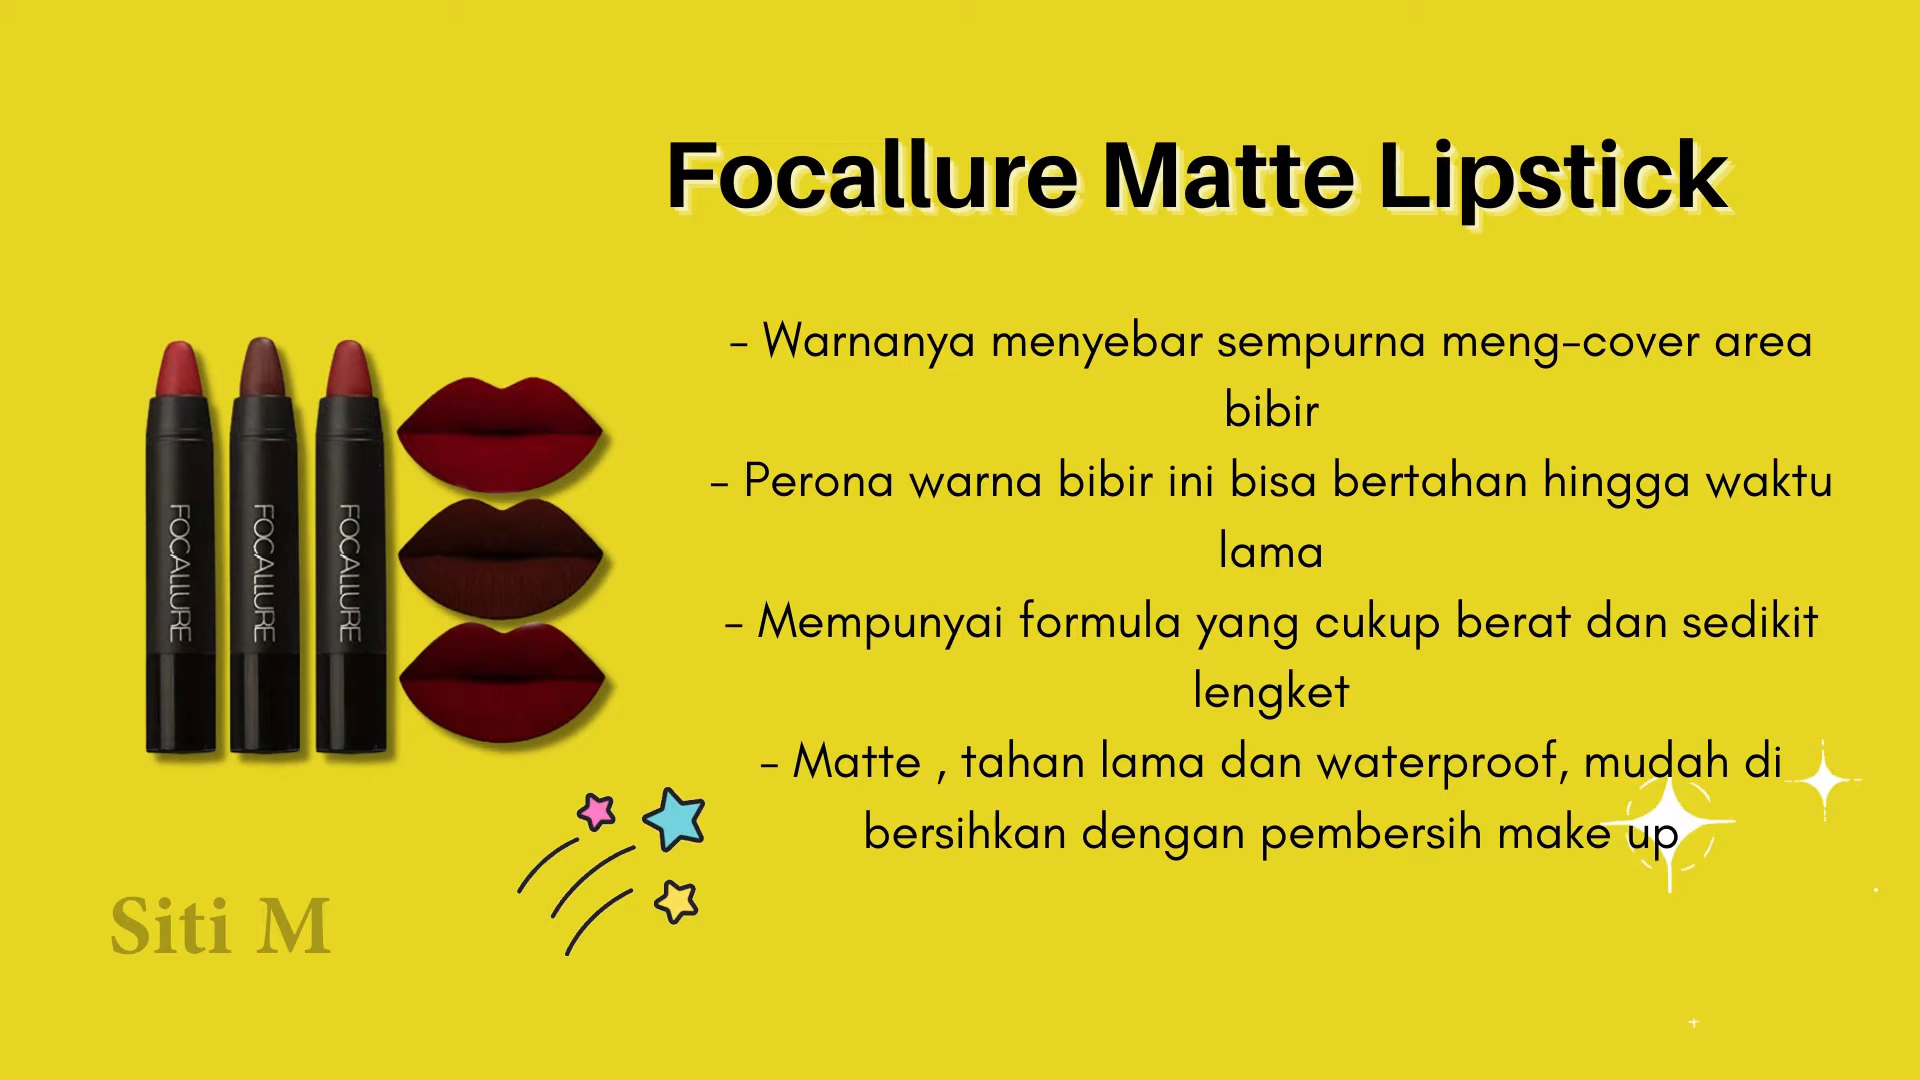 Focallure Matte Lipstick
- Warnanya menyebar sempurna meng-cover area
bibir
- Perona warna bibir ini bisa bertahan hingga waktu
lama
- Mempunyai formula yang cukup berat dan sedikit
lengket
- Matte , tahan lama dan waterproof, mudah di
bersihkan dengan pembersih make up
FOCALLURE
FOCALLURE
FOCALLURE
Siti M